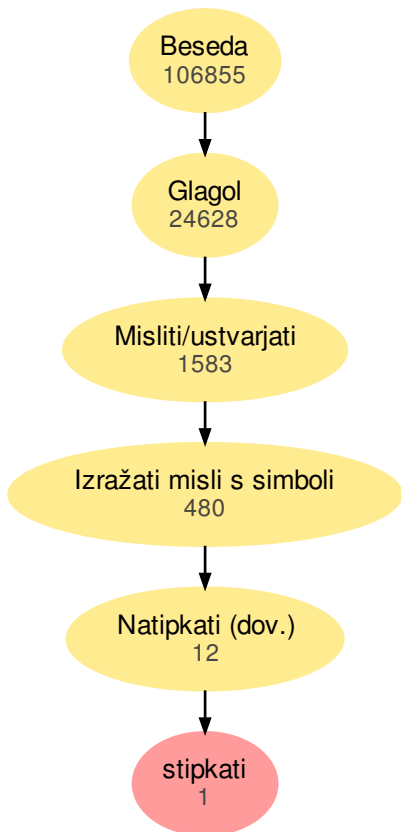 Beseda
106855
Glagol
24628
Misliti/ustvarjati
1583
Izražati misli s simboli
480
Natipkati (dov.)
12
stipkati
1